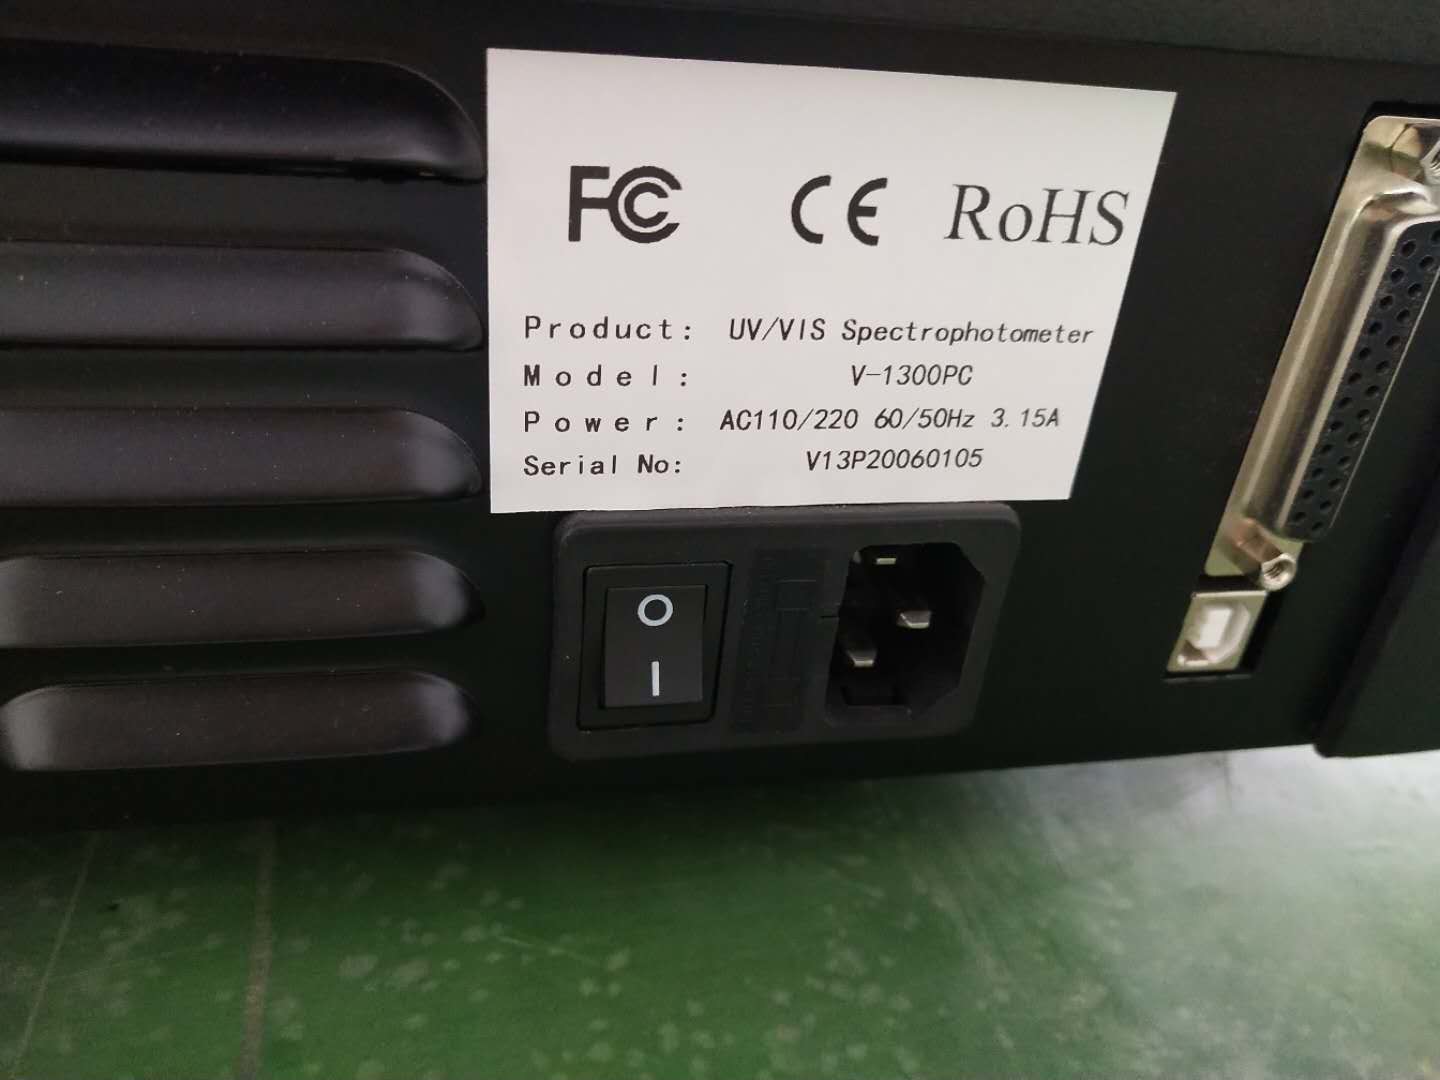 FC CE RoHS
Product: UV/VIS Spectrophotometer
Model: V-1300PC
Power: AC110/220 60/50Hz 3.15A
Serial No: V13P20060105
O
I